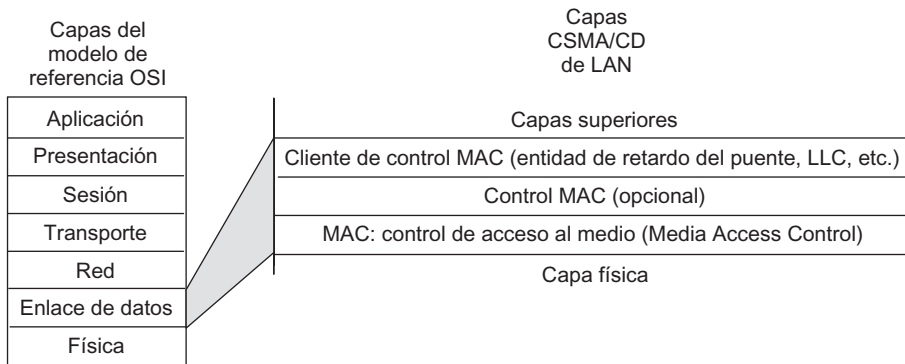 Capas del
modelo de
referencia OSI
Aplicación
Presentación
Sesión
Transporte
Red
Enlace de datos
Física
Capas
CSMA/CD
de LAN
Capas superiores
Cliente de control MAC (entidad de retardo del puente, LLC, etc.)
Control MAC (opcional)
MAC: control de acceso al medio (Media Access Control)
Capa física